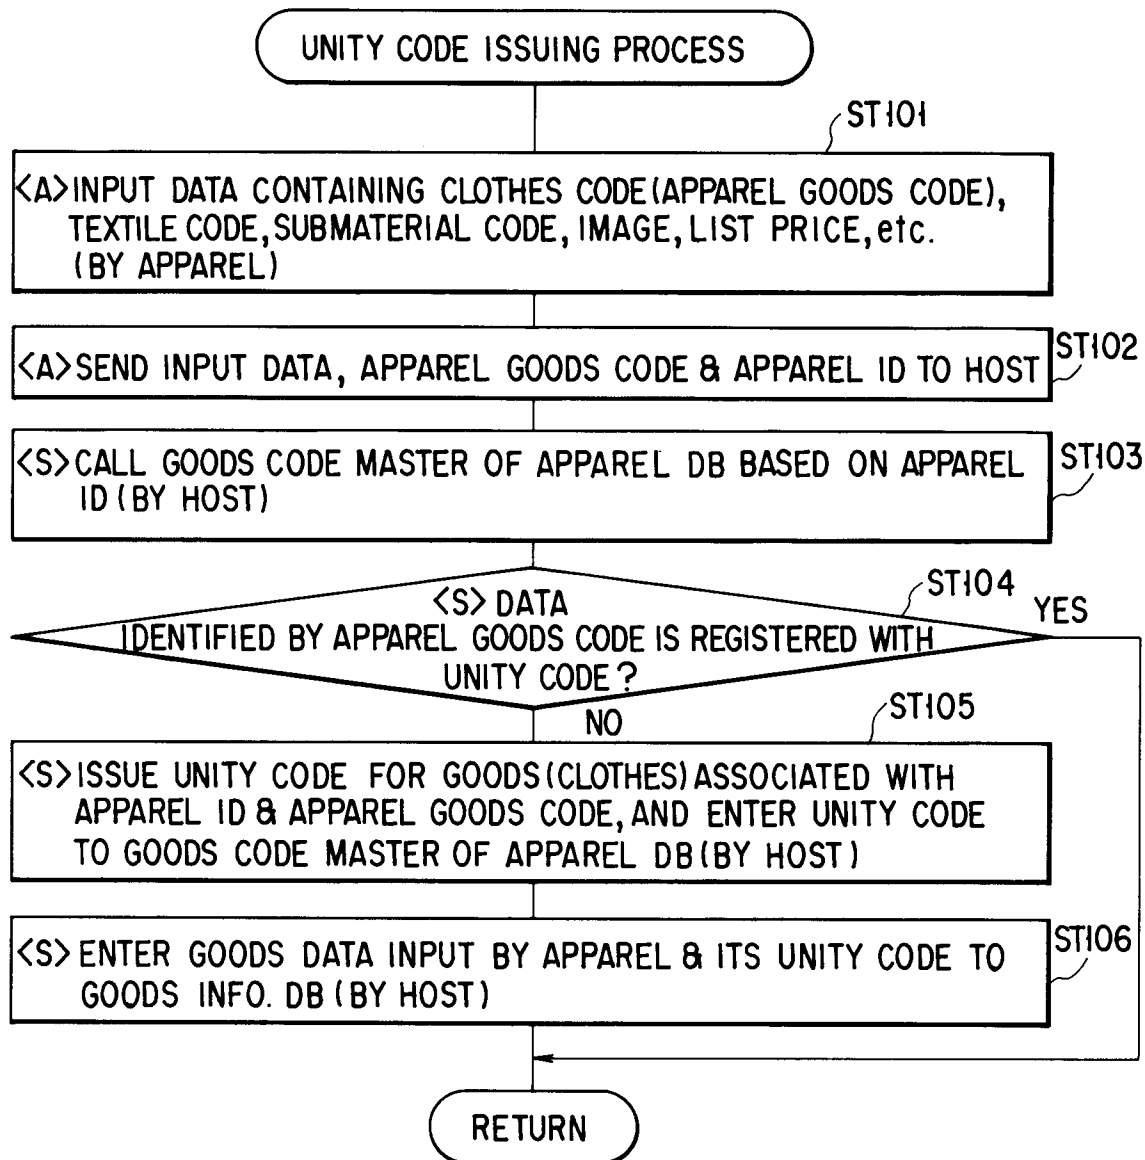 UNITY CODE ISSUING PROCESS
ST101
<A>INPUT DATA CONTAINING CLOTHES CODE(APPAREL GOODS CODE),
TEXTILE CODE,SUBMATERIAL CODE,IMAGE,LIST PRICE,etc.
(BY APPAREL)
<A>SEND INPUT DATA, APPAREL GOODS CODE & APPAREL ID TO HOST
ST102
<S>CALL GOODS CODE MASTER OF APPAREL DB BASED ON APPAREL
ID(BY HOST)
ST103
ST104
<S>DATA
IDENTIFIED BY APPAREL GOODS CODE IS REGISTERED WITH
UNITY CODE?
YES
NO
ST105
<S>ISSUE UNITY CODE FOR GOODS(CLOTHES)ASSOCIATED WITH
APPAREL ID & APPAREL GOODS CODE,AND ENTER UNITY CODE
TO GOODS CODE MASTER OF APPAREL DB(BY HOST)
<S>ENTER GOODS DATA INPUT BY APPAREL & ITS UNITY CODE TO
GOODS INFO. DB(BY HOST)
ST106
RETURN